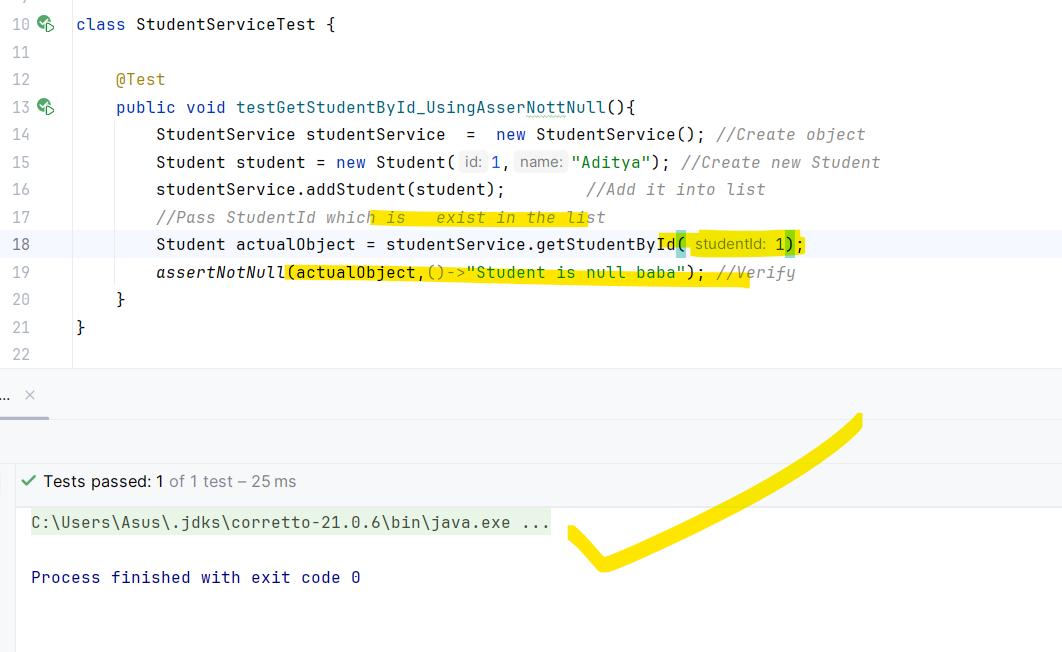 10 class StudentServiceTest {
11
12 @Test
13 public void testGetStudentById_UsingAsserNottNull(){
14 StudentService studentService  =  new StudentService(); //Create object
15 Student student = new Student( id: 1, name: "Aditya"); //Create new Student
16 studentService.addStudent(student);        //Add it into list
17 //Pass StudentId which is   exist in the list
18 Student actualObject = studentService.getStudentById( studentId: 1);
19 assertNotNull(actualObject,()->"Student is null baba"); //Verify
20 }
21 }
22
...
Tests passed: 1 of 1 test – 25 ms
C:\Users\Asus\.jdks\corretto-21.0.6\bin\java.exe ...
Process finished with exit code 0